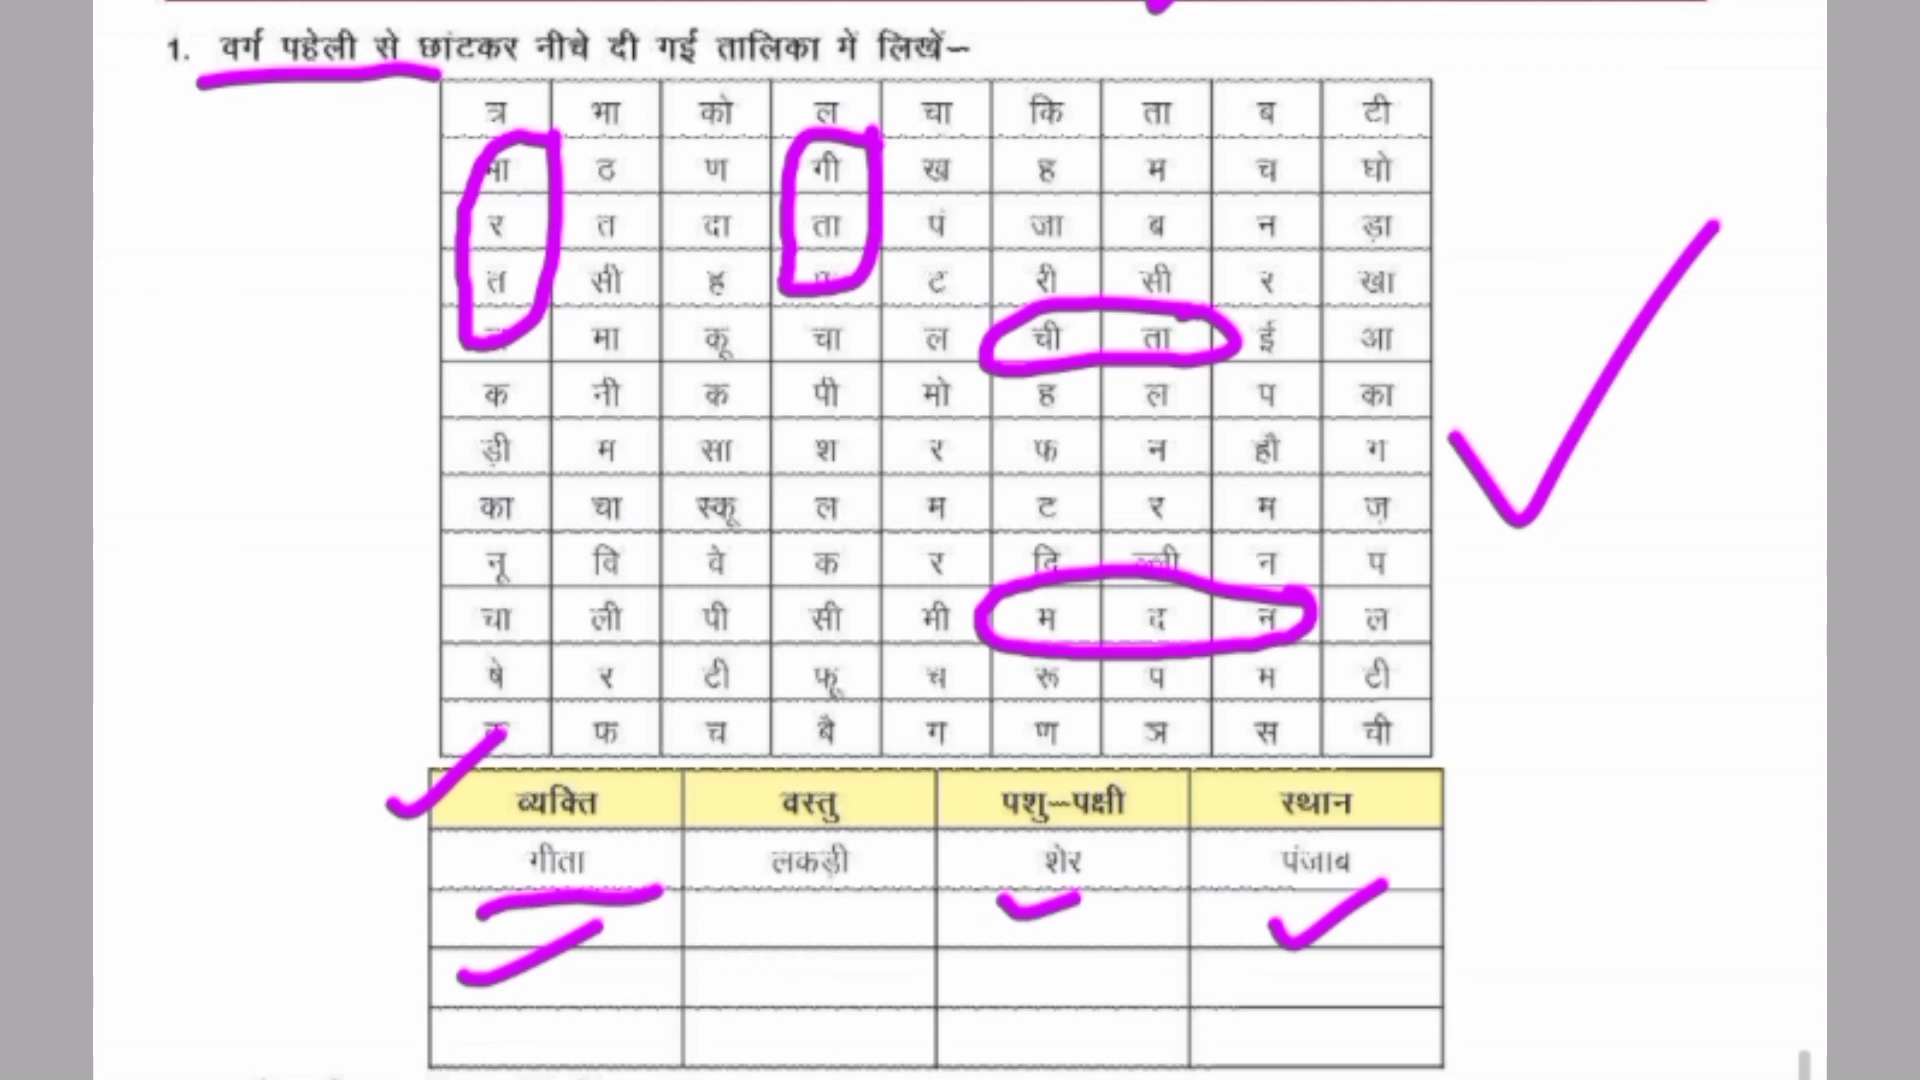 1. वर्ग पहेली से छांटकर नीचे दी गई तालिका में लिखें–
त्र भा को ल चा कि ता ब टी
भा ठ ण गी ख ह म च घो
र त दा ता पं जा ब न ड़ा
त सी ह ट री सी र खा
मा कू चा ल ची ता ई आ
क नी क पी मो ह ल प का
ड़ी म सा श र फ न हौ ग
का चा स्कू ल म ट र म ज़
नू वि वे क र दि ल्ली न प
चा ली पी सी मी म द न ल
षे र टी फू च रू प म टी
फ च बै ग ण ञ स ची
व्यक्ति वस्तु पशु–पक्षी स्थान
गीता लकड़ी शेर पंजाब